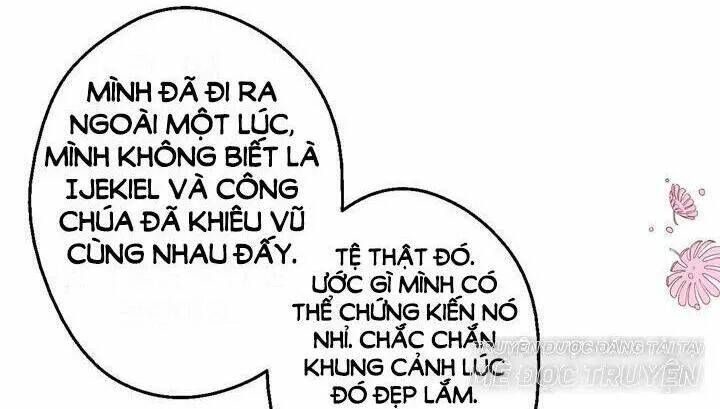 MÌNH ĐÃ ĐI RA
NGOÀI MỘT LÚC,
MÌNH KHÔNG BIẾT LÀ
IJEKIEL VÀ CÔNG
CHÚA ĐÃ KHIÊU VŨ
CÙNG NHAU ĐẤY.
TỆ THẬT ĐÓ.
ƯỚC GÌ MÌNH CÓ
THỂ CHỨNG KIẾN NÓ
NHỈ. CHẮC CHẮN
KHUNG CẢNH LÚC
ĐÓ ĐẸP LẮM.
TRUYỆN ĐƯỢC ĐĂNG TẢI TẠI
MÊ ĐỌC TRUYỆN